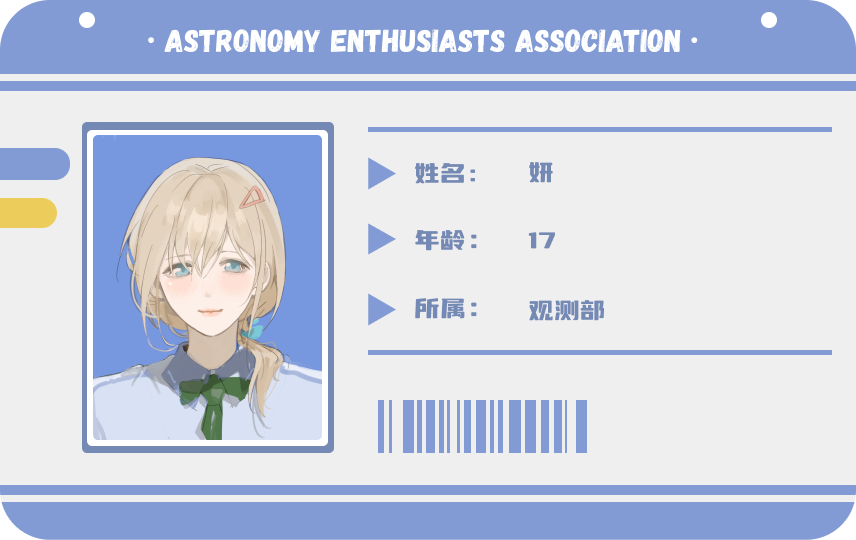 · ASTRONOMY ENTHUSIASTS ASSOCIATION ·
姓名： 妍
年龄： 17
所属： 观测部